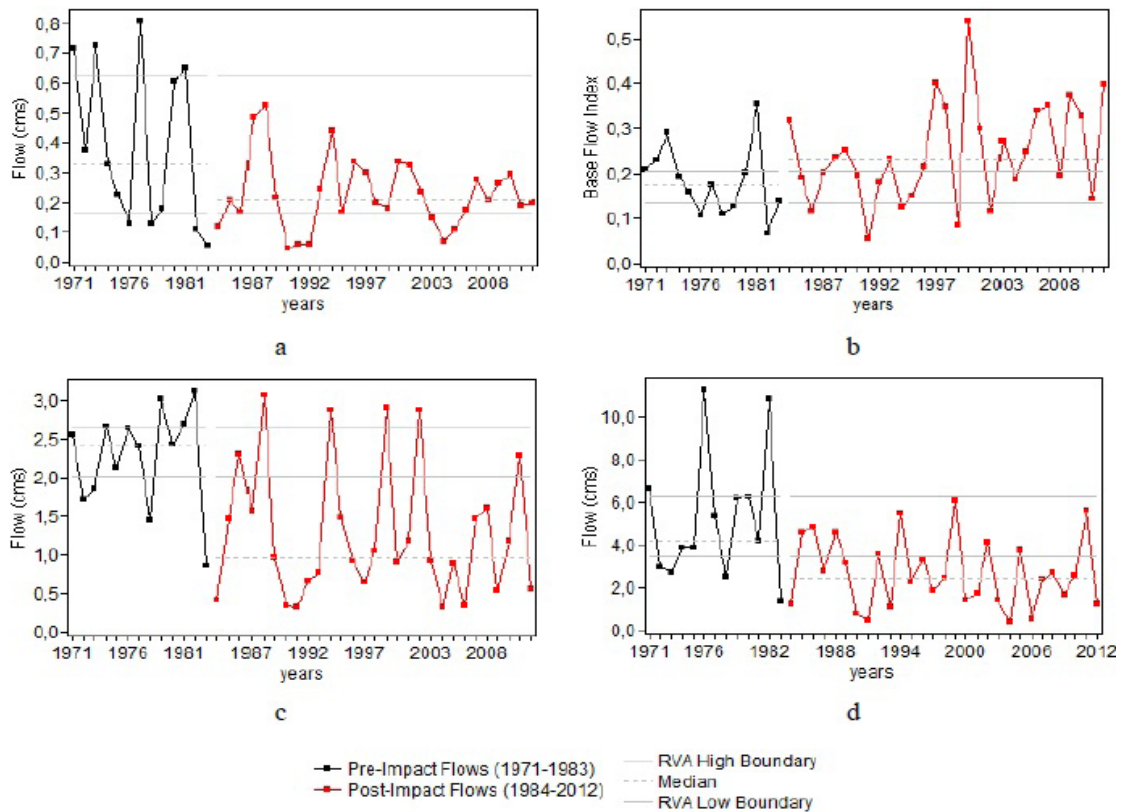 0,8
0,7
0,6
0,5
0,4
0,3
0,2
0,1
0,0
Flow (cms)
1971 1976 1981 1987 1992 1997 2003 2008
years
a
0,5
0,4
0,3
0,2
0,1
0,0
Base Flow Index
1971 1976 1981 1987 1992 1997 2003 2008
years
b
3,0
2,5
2,0
1,5
1,0
0,5
0,0
Flow (cms)
1971 1976 1981 1987 1992 1997 2003 2008
years
c
10,0
8,0
6,0
4,0
2,0
0,0
Flow (cms)
1971 1976 1982 1988 1994 2000 2006 2012
years
d
Pre-Impact Flows (1971-1983)
Post-Impact Flows (1984-2012)
RVA High Boundary
Median
RVA Low Boundary